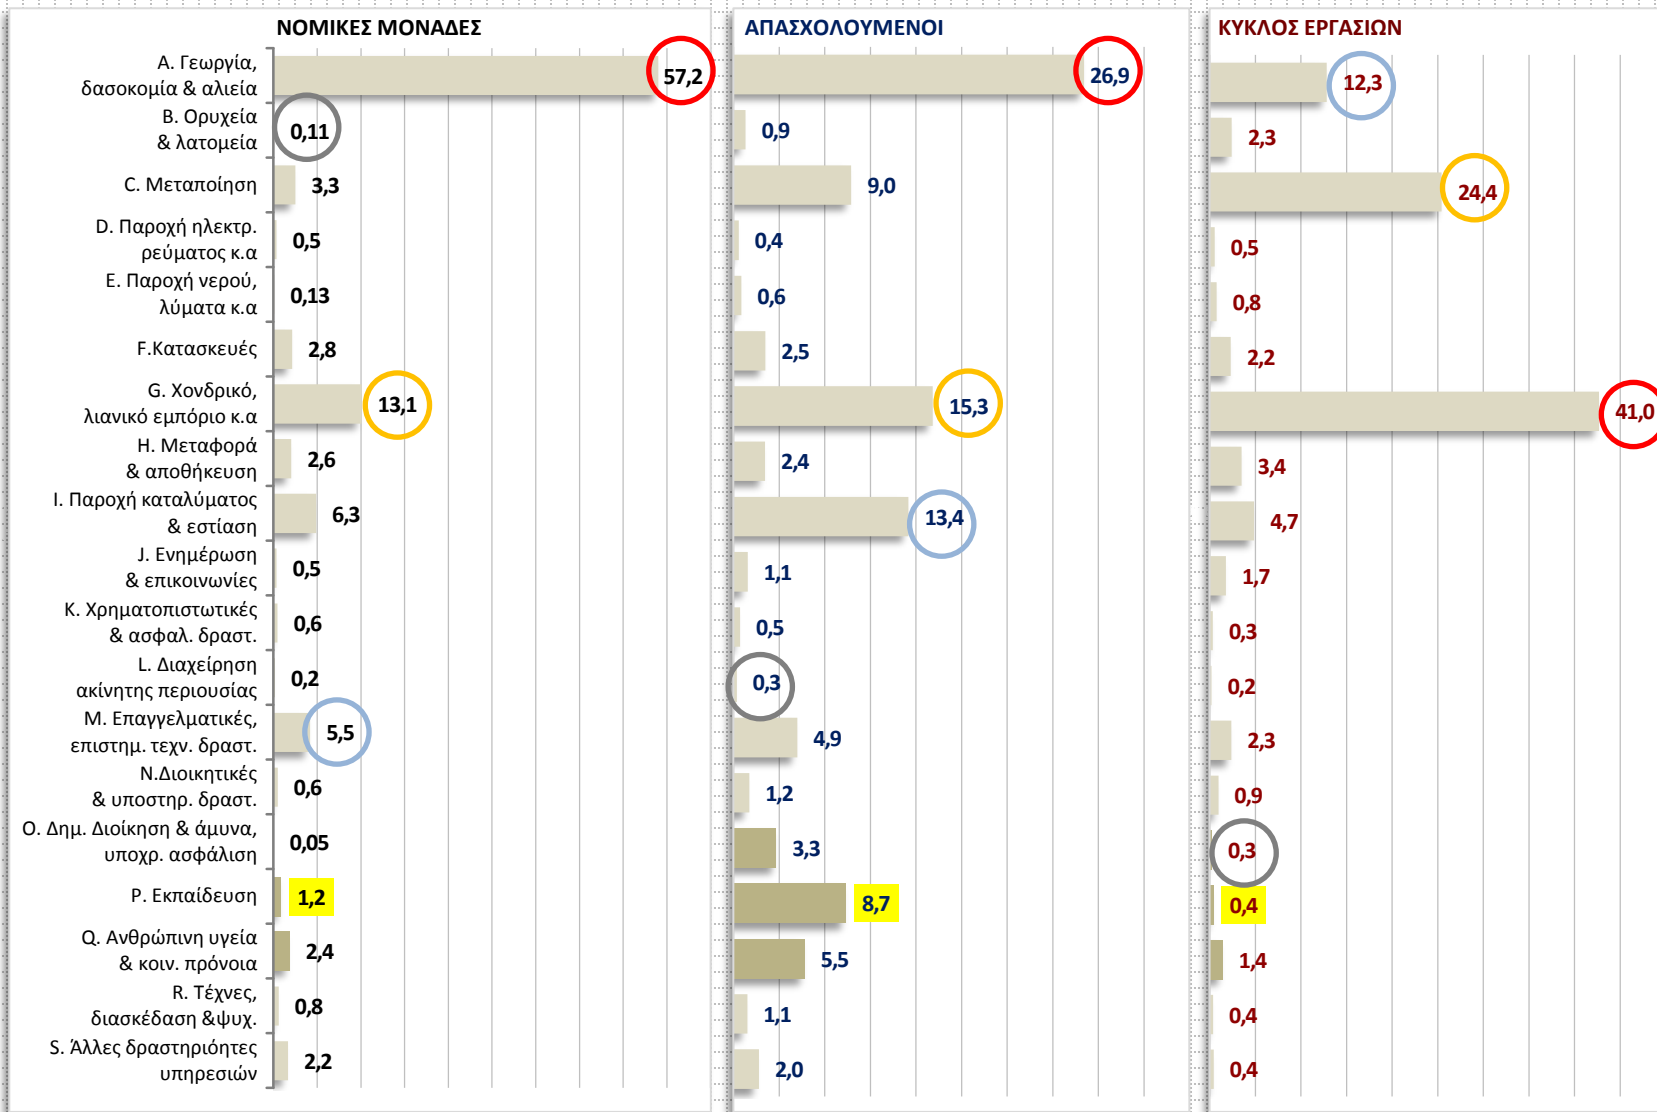 ΝΟΜΙΚΕΣ ΜΟΝΑΔΕΣ
ΑΠΑΣΧΟΛΟΥΜΕΝΟΙ
ΚΥΚΛΟΣ ΕΡΓΑΣΙΩΝ
A. Γεωργία,
δασοκομία & αλιεία
57,2
26,9
12,3
B. Ορυχεία
& λατομεία
0,11
0,9
2,3
C. Μεταποίηση
3,3
9,0
24,4
D. Παροχή ηλεκτρ.
ρεύματος κ.α
0,5
0,4
0,5
E. Παροχή νερού,
λύματα κ.α
0,13
0,6
0,8
F.Κατασκευές
2,8
2,5
2,2
G. Χονδρικό,
λιανικό εμπόριο κ.α
13,1
15,3
41,0
H. Μεταφορά
& αποθήκευση
2,6
2,4
3,4
I. Παροχή καταλύματος
& εστίαση
6,3
13,4
4,7
J. Ενημέρωση
& επικοινωνίες
0,5
1,1
1,7
K. Χρηματοπιστωτικές
& ασφαλ. δραστ.
0,6
0,5
0,3
L. Διαχείρηση
ακίνητης περιουσίας
0,2
0,3
0,2
M. Επαγγελματικές,
επιστημ. τεχν. δραστ.
5,5
4,9
2,3
N.Διοικητικές
& υποστηρ. δραστ.
0,6
1,2
0,9
O. Δημ. Διοίκηση & άμυνα,
υποχρ. ασφάλιση
0,05
3,3
0,3
P. Εκπαίδευση
1,2
8,7
0,4
Q. Ανθρώπινη υγεία
& κοιν. πρόνοια
2,4
5,5
1,4
R. Τέχνες,
διασκέδαση &ψυχ.
0,8
1,1
0,4
S. Άλλες δραστηριόητες
υπηρεσιών
2,2
2,0
0,4